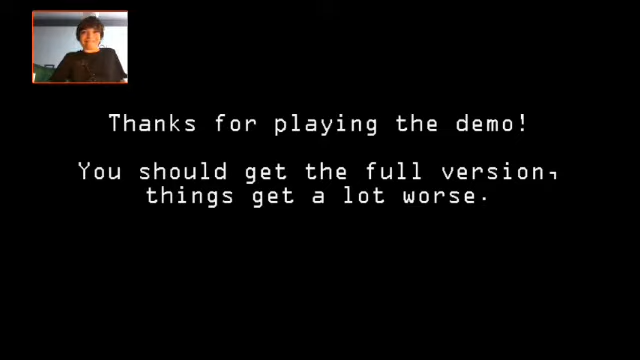 Thanks for playing the demo!
You should get the full version,
things get a lot worse.